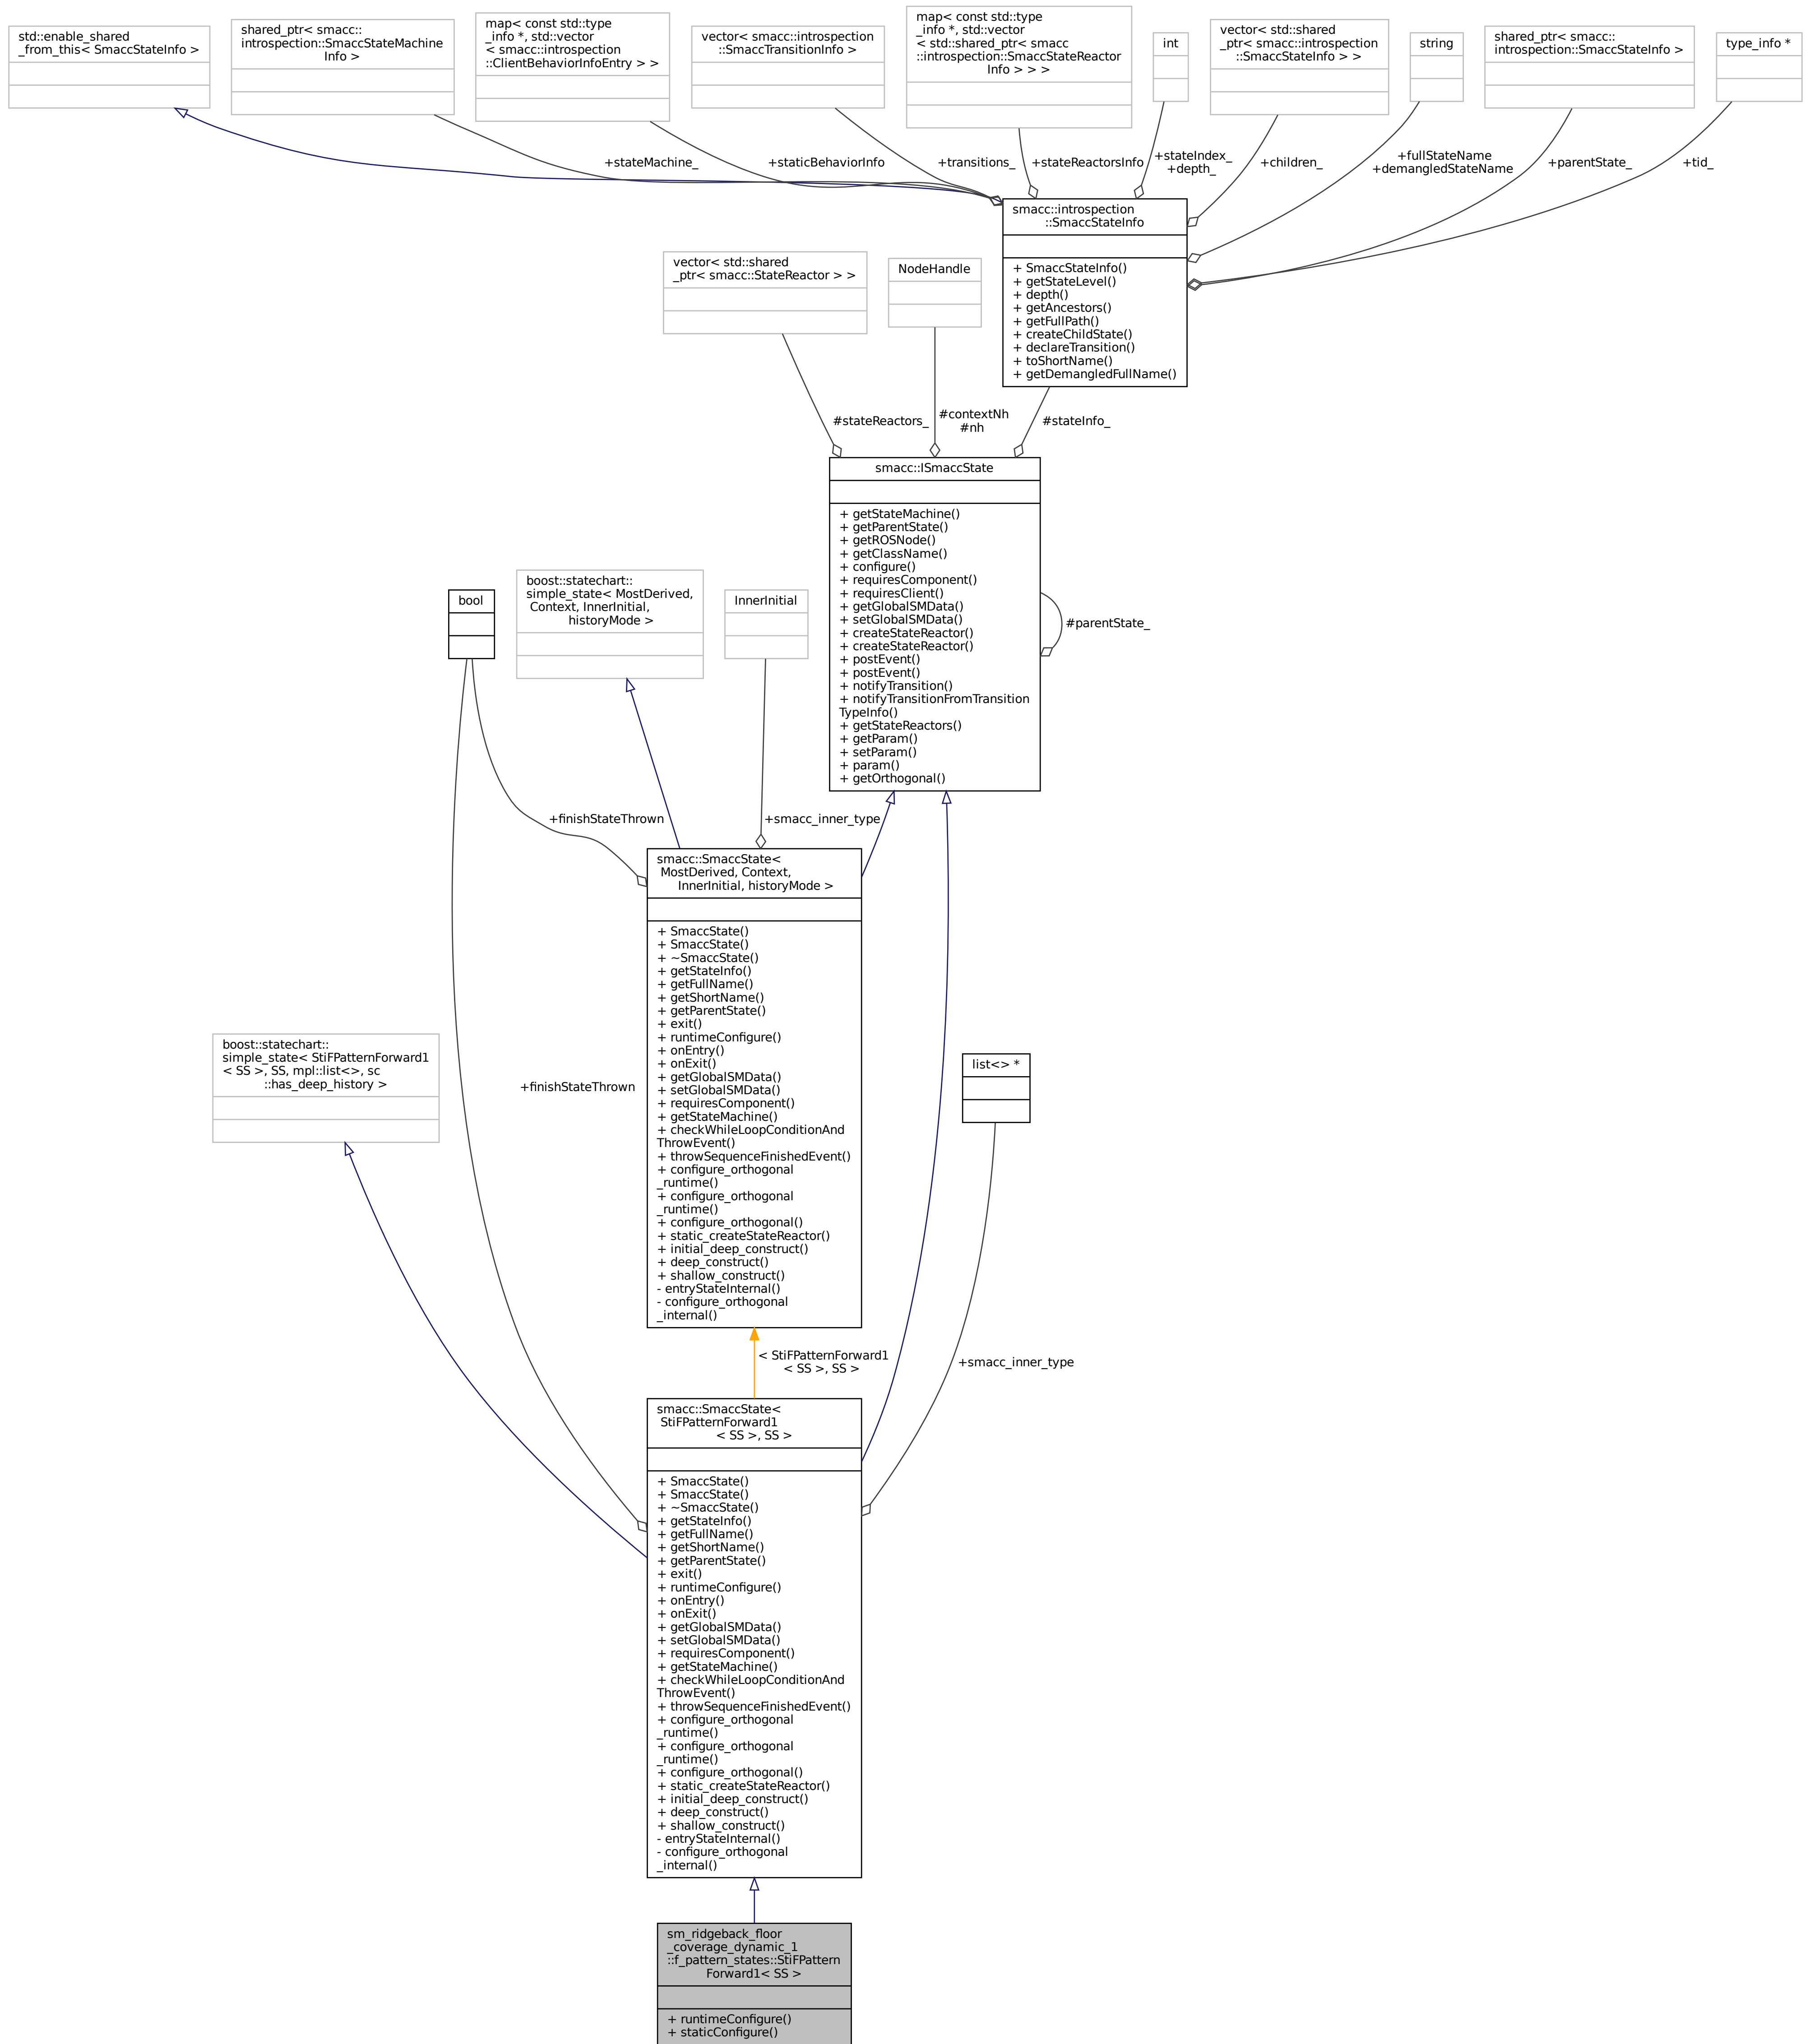 std::enable_shared
_from_this< SmaccStateInfo >
shared_ptr< smacc::
introspection::SmaccStateMachine
Info >
map< const std::type
_info *, std::vector
< smacc::introspection
::ClientBehaviorInfoEntry > >
vector< smacc::introspection
::SmaccTransitionInfo >
map< const std::type
_info *, std::vector
< std::shared_ptr< smacc
::introspection::SmaccStateReactor
Info > > >
int
vector< std::shared
_ptr< smacc::introspection
::SmaccStateInfo > >
string
shared_ptr< smacc::
introspection::SmaccStateInfo >
type_info *
+stateMachine_
+staticBehaviorInfo
+transitions_
+stateReactorsInfo
+stateIndex_
+depth_
+children_
+fullStateName
+demangledStateName
+parentState_
+tid_
smacc::introspection
::SmaccStateInfo
+ SmaccStateInfo()
+ getStateLevel()
+ depth()
+ getAncestors()
+ getFullPath()
+ createChildState()
+ declareTransition()
+ toShortName()
+ getDemangledFullName()
vector< std::shared
_ptr< smacc::StateReactor > >
NodeHandle
#stateReactors_
#contextNh
#nh
#stateInfo_
smacc::ISmaccState
+ getStateMachine()
+ getParentState()
+ getROSNode()
+ getClassName()
+ configure()
+ requiresComponent()
+ requiresClient()
+ getGlobalSMData()
+ setGlobalSMData()
+ createStateReactor()
+ createStateReactor()
+ postEvent()
+ postEvent()
+ notifyTransition()
+ notifyTransitionFromTransition
TypeInfo()
+ getStateReactors()
+ getParam()
+ setParam()
+ param()
+ getOrthogonal()
#parentState_
bool
boost::statechart::
simple_state< MostDerived,
Context, InnerInitial,
historyMode >
InnerInitial
+finishStateThrown
+smacc_inner_type
smacc::SmaccState<
MostDerived, Context,
InnerInitial, historyMode >
+ SmaccState()
+ SmaccState()
+ ~SmaccState()
+ getStateInfo()
+ getFullName()
+ getShortName()
+ getParentState()
+ exit()
+ runtimeConfigure()
+ onEntry()
+ onExit()
+ getGlobalSMData()
+ setGlobalSMData()
+ requiresComponent()
+ getStateMachine()
+ checkWhileLoopConditionAnd
ThrowEvent()
+ throwSequenceFinishedEvent()
+ configure_orthogonal
_runtime()
+ configure_orthogonal
_runtime()
+ configure_orthogonal()
+ static_createStateReactor()
+ initial_deep_construct()
+ deep_construct()
+ shallow_construct()
- entryStateInternal()
- configure_orthogonal
_internal()
boost::statechart::
simple_state< StiFPatternForward1
< SS >, SS, mpl::list<>, sc
::has_deep_history >
+finishStateThrown
list<> *
< StiFPatternForward1
< SS >, SS >
+smacc_inner_type
smacc::SmaccState<
StiFPatternForward1
< SS >, SS >
+ SmaccState()
+ SmaccState()
+ ~SmaccState()
+ getStateInfo()
+ getFullName()
+ getShortName()
+ getParentState()
+ exit()
+ runtimeConfigure()
+ onEntry()
+ onExit()
+ getGlobalSMData()
+ setGlobalSMData()
+ requiresComponent()
+ getStateMachine()
+ checkWhileLoopConditionAnd
ThrowEvent()
+ throwSequenceFinishedEvent()
+ configure_orthogonal
_runtime()
+ configure_orthogonal
_runtime()
+ configure_orthogonal()
+ static_createStateReactor()
+ initial_deep_construct()
+ deep_construct()
+ shallow_construct()
- entryStateInternal()
- configure_orthogonal
_internal()
sm_ridgeback_floor
_coverage_dynamic_1
::f_pattern_states::StiFPattern
Forward1< SS >
+ runtimeConfigure()
+ staticConfigure()